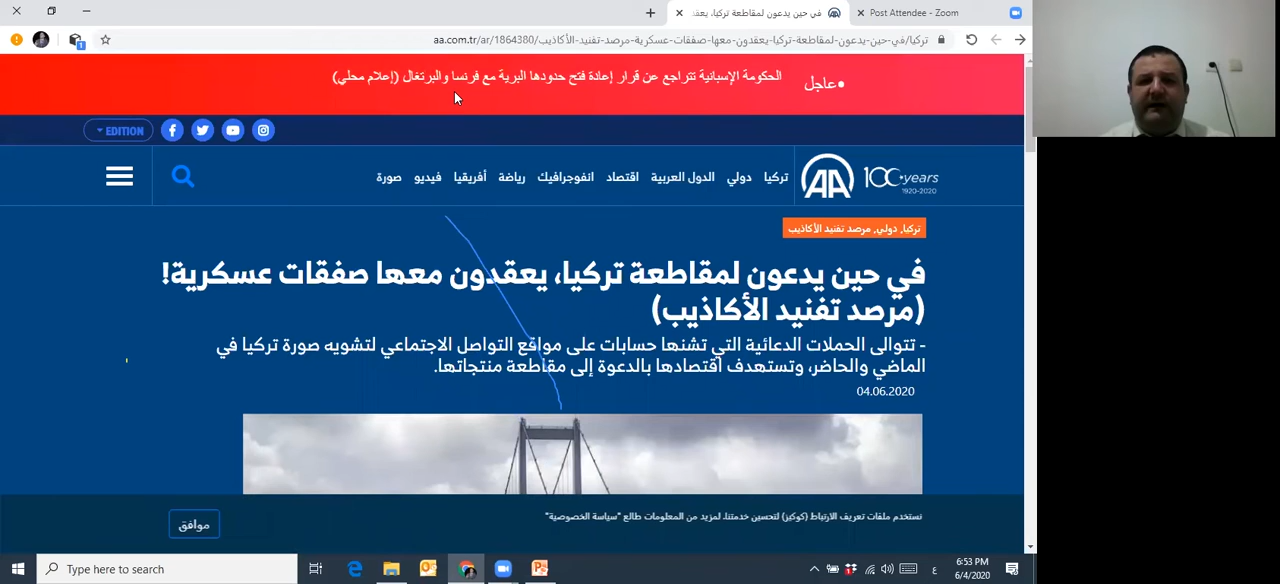 في حين يدعون لمقاطعة تركيا، يعق
Post Attendee - Zoom
aa.com.tr/ar/1864380/تركيا/في-حين-يدعون-لمقاطعة-تركيا-يعقدون-معها-صفقات-عسكرية-مرصد-تفنيد-الأكاذيب
عاجل
الحكومة الإسبانية تتراجع عن قرار إعادة فتح حدودها البرية مع فرنسا والبرتغال (إعلام محلي)
EDITION
تركيا دولي الدول العربية اقتصاد انفوجرافيك رياضة أفريقيا فيديو صورة
AA 100 years
1920-2020
تركيا, دولي, مرصد تفنيد الأكاذيب
في حين يدعون لمقاطعة تركيا، يعقدون معها صفقات عسكرية!
(مرصد تفنيد الأكاذيب)
- تتوالى الحملات الدعائية التي تشنها حسابات على مواقع التواصل الاجتماعي لتشويه صورة تركيا في
الماضي والحاضر، وتستهدف اقتصادها بالدعوة إلى مقاطعة منتجاتها.
04.06.2020
نستخدم ملفات تعريف الارتباط (كوكيز) لتحسين خدمتنا. لمزيد من المعلومات طالع "سياسة الخصوصية"
موافق
Type here to search
ع
6:53 PM
6/4/2020